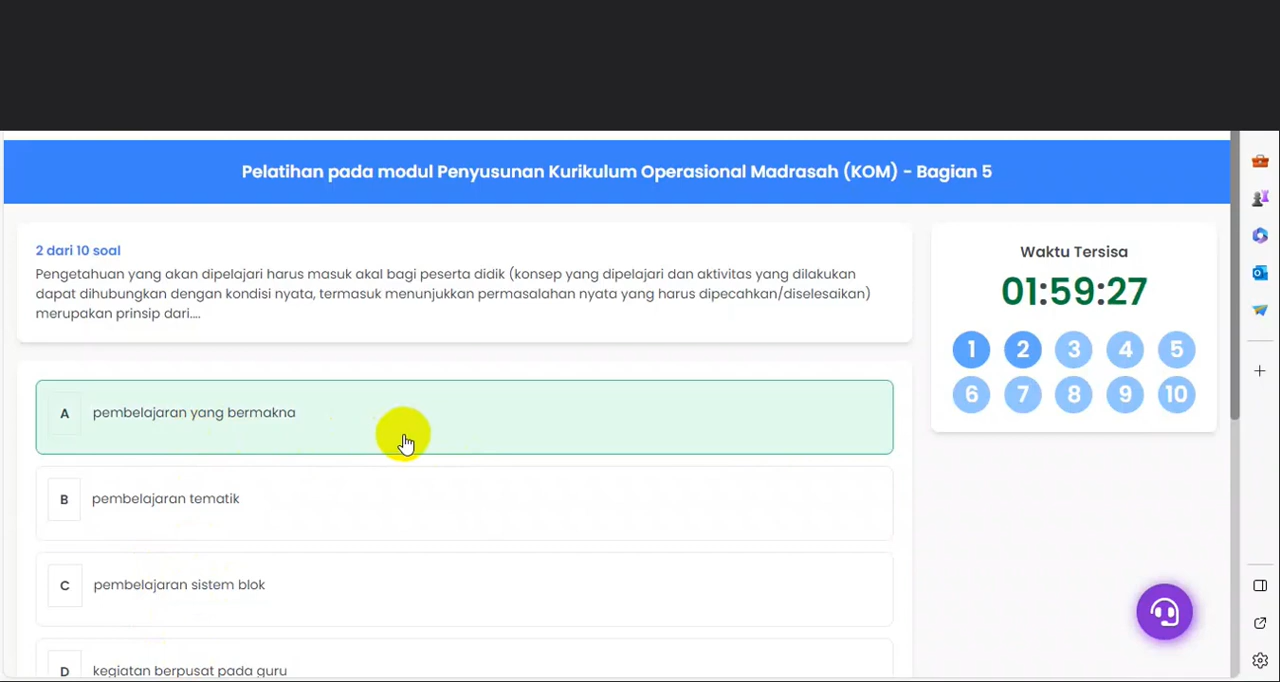 Pelatihan pada modul Penyusunan Kurikulum Operasional Madrasah (KOM) - Bagian 5
2 dari 10 soal
Pengetahuan yang akan dipelajari harus masuk akal bagi peserta didik (konsep yang dipelajari dan aktivitas yang dilakukan
dapat dihubungkan dengan kondisi nyata, termasuk menunjukkan permasalahan nyata yang harus dipecahkan/diselesaikan)
merupakan prinsip dari....
A pembelajaran yang bermakna
B pembelajaran tematik
C pembelajaran sistem blok
D kegiatan berpusat pada guru
Waktu Tersisa
01:59:27
1 2 3 4 5
6 7 8 9 10